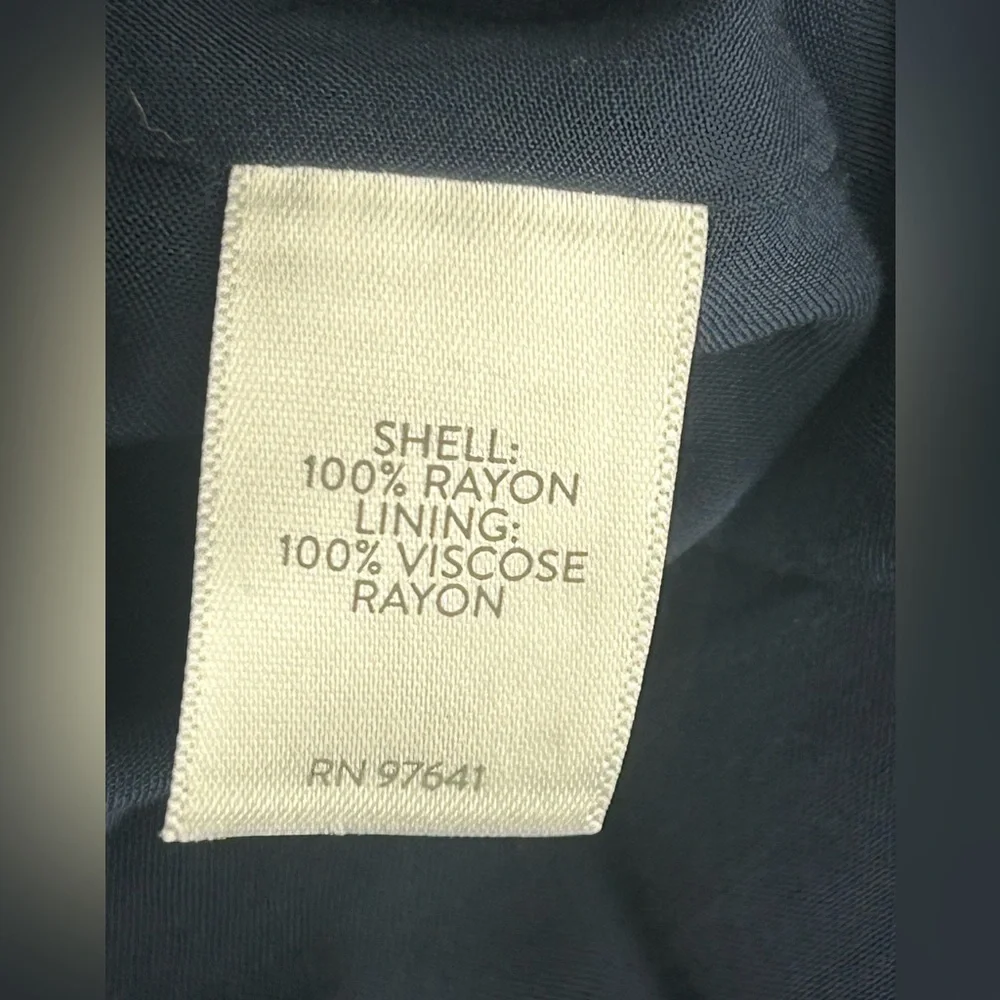 SHELL:
100% RAYON
LINING:
100% VISCOSE
RAYON
RN 97641